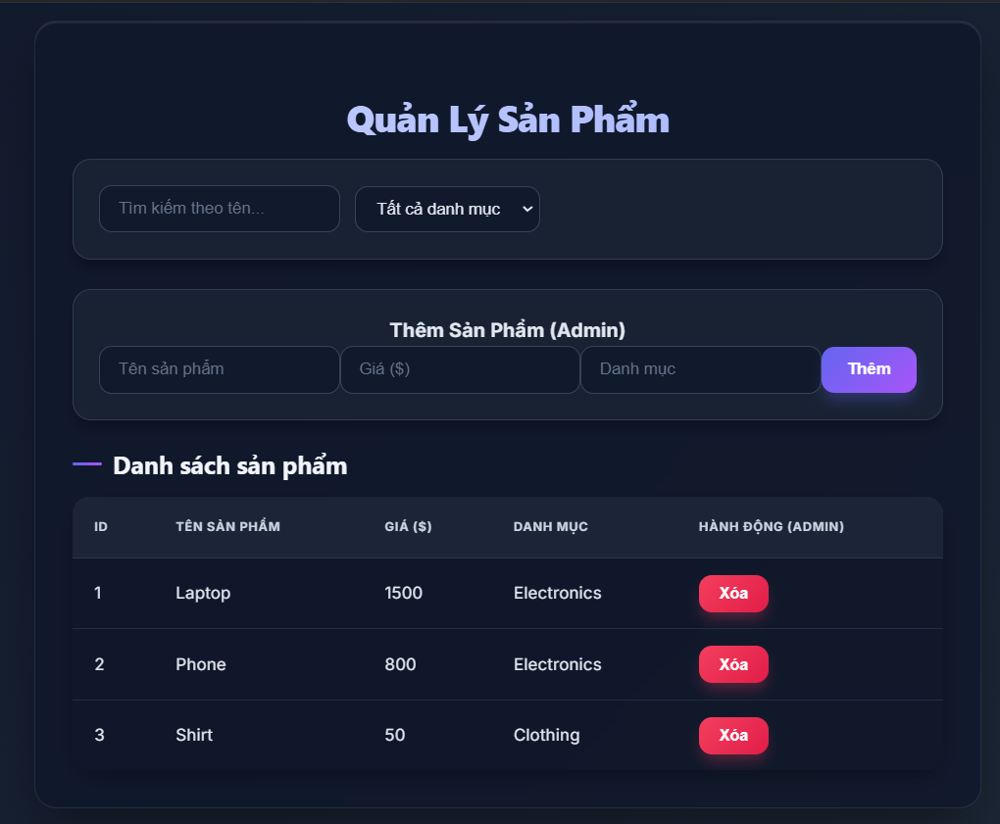 Quản Lý Sản Phẩm
Tìm kiếm theo tên...
Tất cả danh mục
Thêm Sản Phẩm (Admin)
Tên sản phẩm
Giá ($)
Danh mục
Thêm
Danh sách sản phẩm
ID TÊN SẢN PHẨM GIÁ ($) DANH MỤC HÀNH ĐỘNG (ADMIN)
1 Laptop 1500 Electronics Xóa
2 Phone 800 Electronics Xóa
3 Shirt 50 Clothing Xóa